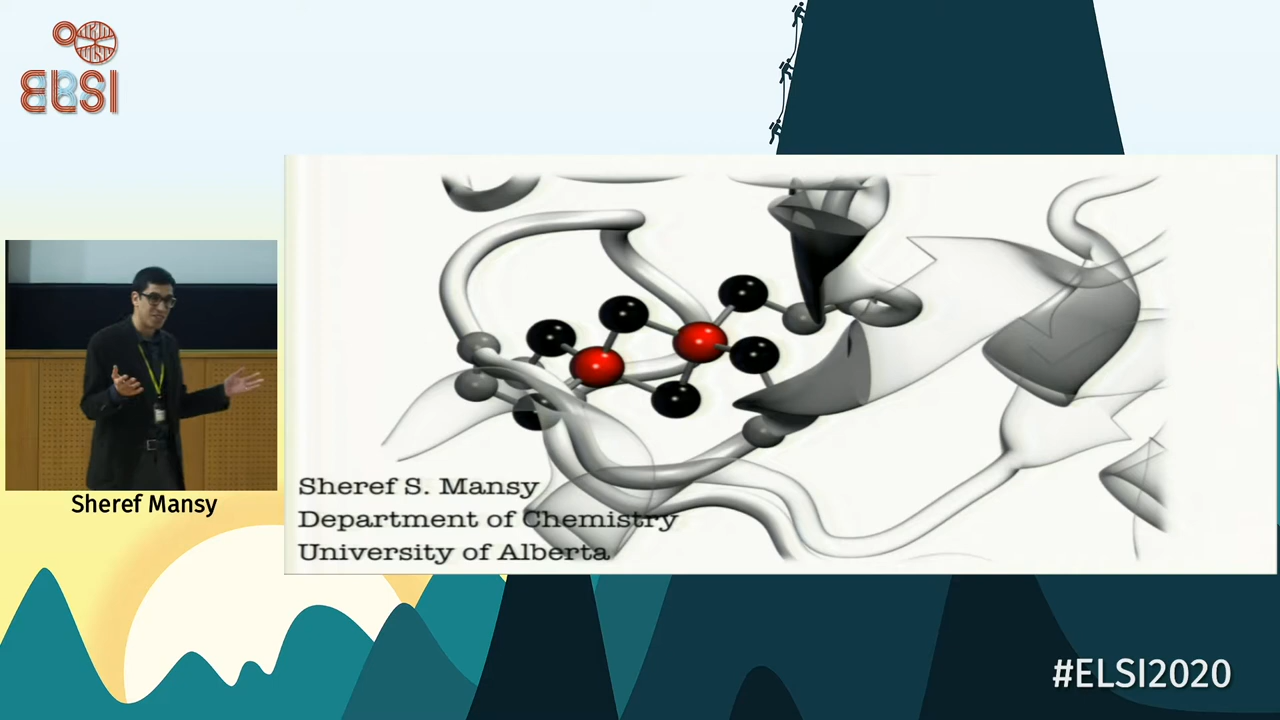 ELSI
Sheref Mansy
Sheref S. Mansy
Department of Chemistry
University of Alberta
#ELSI2020